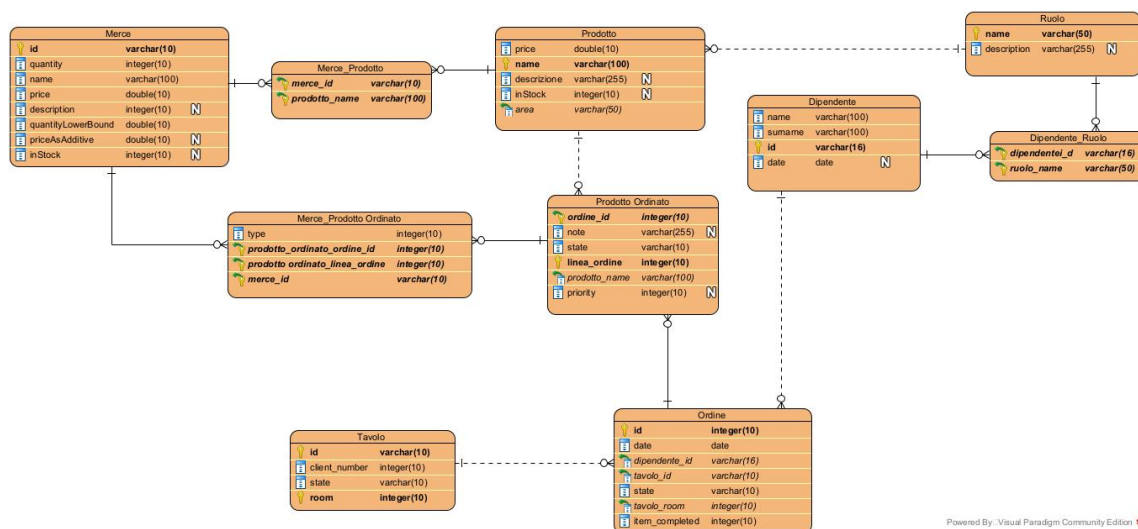 Merce
id varchar(10)
quantity integer(10)
name varchar(100)
price double(10)
description integer(10) N
quantityLowerBound double(10)
priceAsAdditive double(10) N
inStock integer(10) N
Merce_Prodotto
merce_id varchar(10)
prodotto_name varchar(100)
Prodotto
price double(10)
name varchar(100)
descrizione varchar(255) N
inStock integer(10) N
area varchar(50)
Ruolo
name varchar(50)
description varchar(255) N
Dipendente
name varchar(100)
surname varchar(100)
id varchar(16)
date date N
Dipendente_Ruolo
dipendentei_d varchar(16)
ruolo_name varchar(50)
Merce_Prodotto Ordinato
type integer(10)
prodotto_ordinato_ordine_id integer(10)
prodotto ordinato_linea_ordine integer(10)
merce_id varchar(10)
Prodotto Ordinato
ordine_id integer(10)
note varchar(255) N
state varchar(10)
linea_ordine integer(10)
prodotto_name varchar(100)
priority integer(10) N
Tavolo
id varchar(10)
client_number integer(10)
state varchar(10)
room integer(10)
Ordine
id integer(10)
date date
dipendente_id varchar(16)
tavolo_id varchar(10)
state varchar(10)
tavolo_room integer(10)
item_completed integer(10)
Powered By Visual Paradigm Community Edition